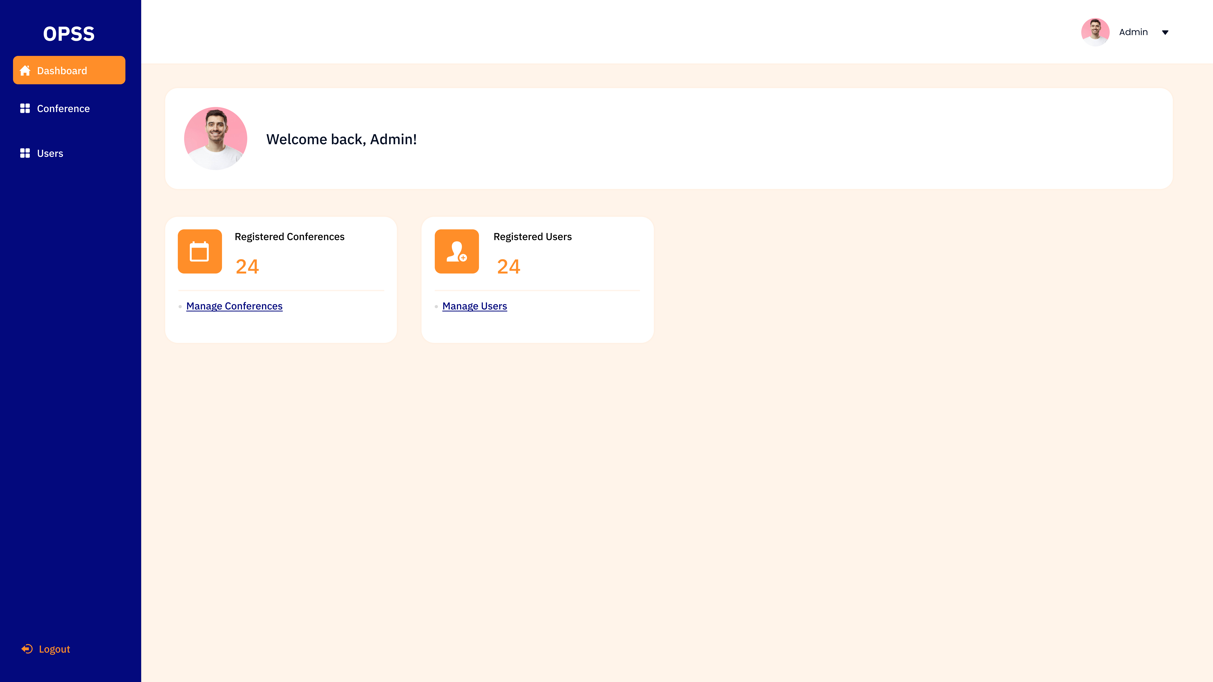 OPSS
Admin
Dashboard
Conference
Users
Welcome back, Admin!
Registered Conferences
24
Manage Conferences
Registered Users
24
Manage Users
Logout